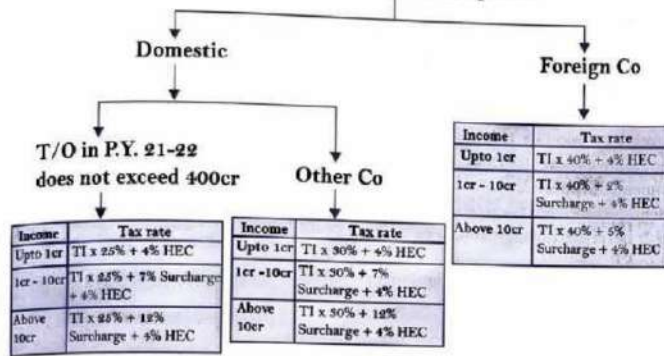 Domestic
Foreign Co
T/O in P.Y. 21-22
does not exceed 400cr
Other Co
Income Tax rate
Upto 1cr TI x 25% + 4% HEC
1cr - 10cr TI x 25% + 7% Surcharge
+ 4% HEC
Above
10cr
TI x 25% + 12%
Surcharge + 4% HEC
Income Tax rate
Upto 1cr TI x 30% + 4% HEC
1cr -10cr TI x 30% + 7%
Surcharge + 4% HEC
Above
10cr
TI x 30% + 12%
Surcharge + 4% HEC
Income Tax rate
Upto 1cr TI x 40% + 4% HEC
1cr - 10cr TI x 40% + 2%
Surcharge + 4% HEC
Above 10cr TI x 40% + 5%
Surcharge + 4% HEC